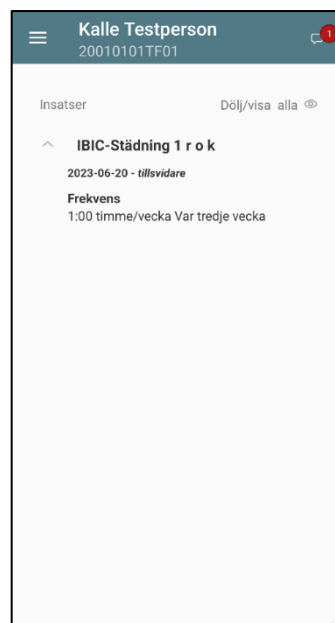 Kalle Testperson
20010101TF01
1
Insatser Dölj/visa alla
IBIC-Städning 1 r o k
2023-06-20 - tillsvidare
Frekvens
1:00 timme/vecka Var tredje vecka